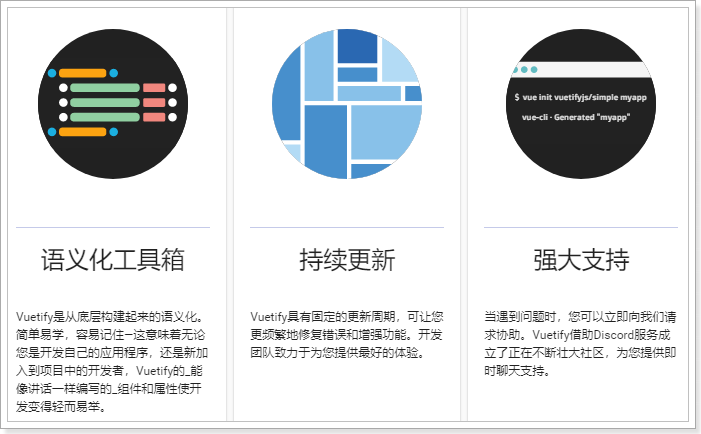 $ vue init vuetifyjs/simple myapp
vue-cli · Generated "myapp"
语义化工具箱
Vuetify是从底层构建起来的语义化。
简单易学，容易记住—这意味着无论
您是开发自己的应用程序，还是新加
入到项目中的开发者，Vuetify的_能
像讲话一样编写的_组件和属性使开
发变得轻而易举。
持续更新
Vuetify具有固定的更新周期，可让您
更频繁地修复错误和增强功能。开发
团队致力于为您提供最好的体验。
强大支持
当遇到问题时，您可以立即向我们请
求协助。Vuetify借助Discord服务成
立了正在不断壮大社区，为您提供即
时聊天支持。